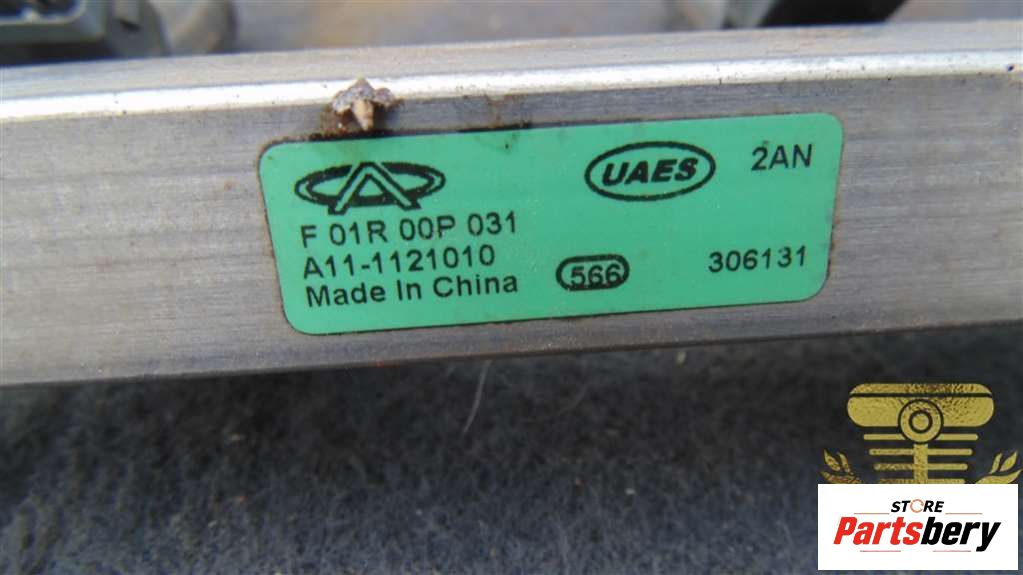 UAES
2AN
F 01R 00P 031
A11-1121010
566
306131
Made In China
STORE
Partsbery